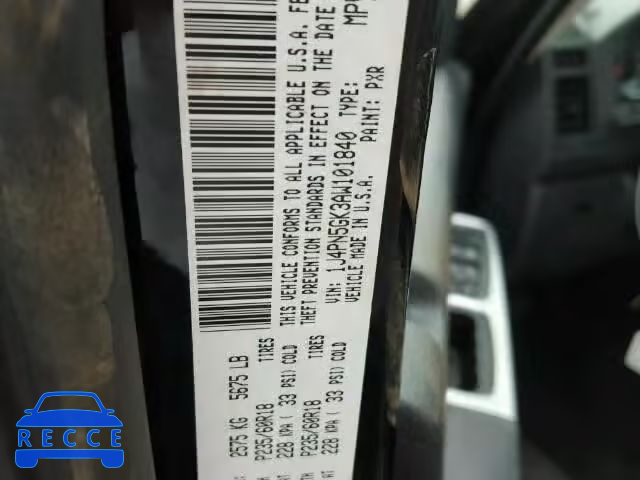 2575 KG 5675 LB
P235/60R18 TIRES
228 KPA ( 33 PSI) COLD
P235/60R18 TIRES
228 KPA ( 33 PSI) COLD
THIS VEHICLE CONFORMS TO ALL APPLICABLE U.S.A. FE
THEFT PREVENTION STANDARDS IN EFFECT ON THE DATE
VIN: 1J4PN5GK3AW101840 TYPE: MPV
VEHICLE MADE IN U.S.A. PAINT: PXR
AutoBidMaster